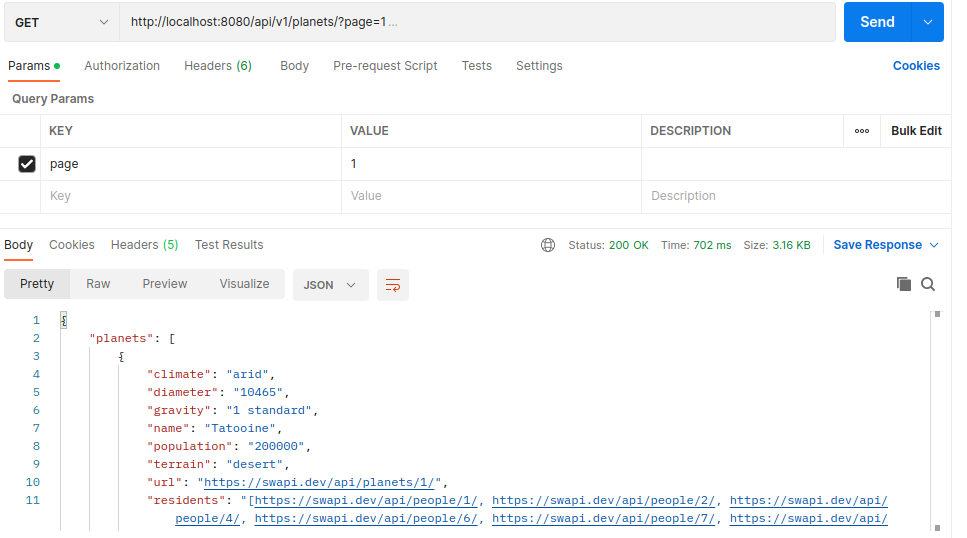 GET http://localhost:8080/api/v1/planets/?page=1... Send
Params Authorization Headers (6) Body Pre-request Script Tests Settings Cookies
Query Params
KEY VALUE DESCRIPTION ooo Bulk Edit
page 1
Key Value Description
Body Cookies Headers (5) Test Results Status: 200 OK Time: 702 ms Size: 3.16 KB Save Response
Pretty Raw Preview Visualize JSON
1 {
2 "planets": [
3 {
4 "climate": "arid",
5 "diameter": "10465",
6 "gravity": "1 standard",
7 "name": "Tatooine",
8 "population": "200000",
9 "terrain": "desert",
10 "url": "https://swapi.dev/api/planets/1/",
11 "residents": "[https://swapi.dev/api/people/1/, https://swapi.dev/api/people/2/, https://swapi.dev/api/
people/4/, https://swapi.dev/api/people/6/, https://swapi.dev/api/people/7/, https://swapi.dev/api/